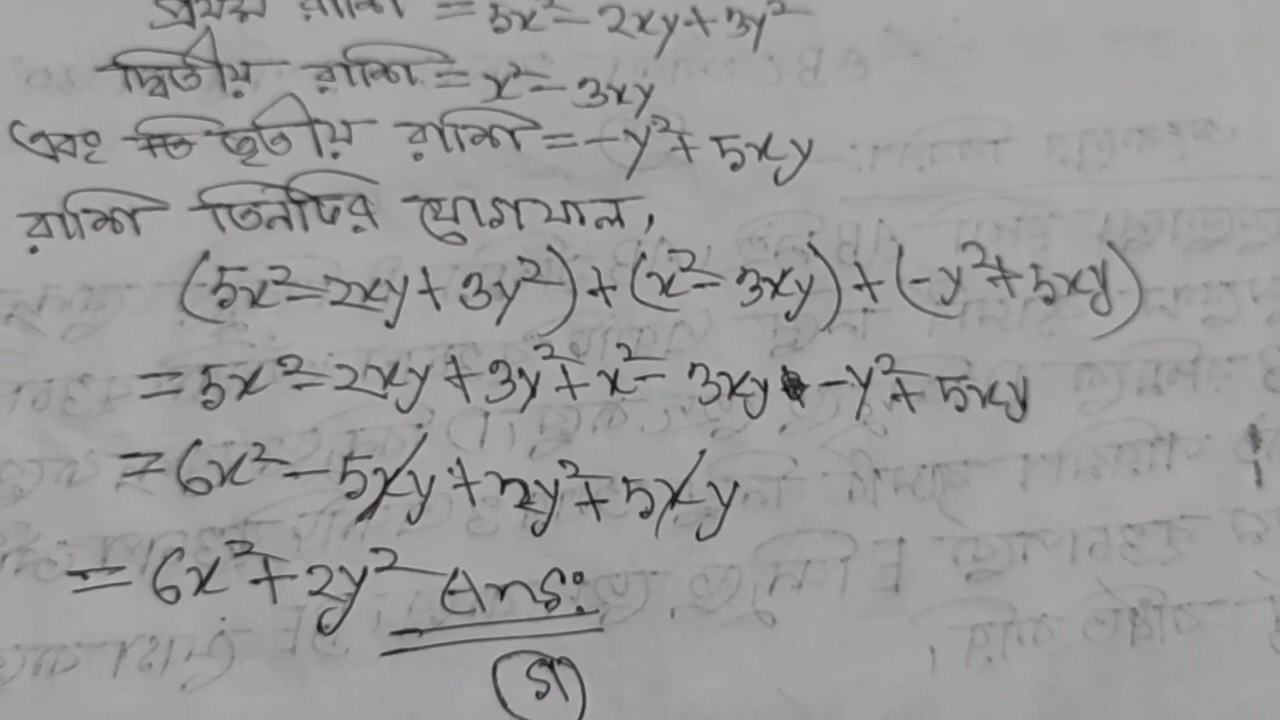 প্রথম রাশি = 5x² - 2xy + 3y²
দ্বিতীয় রাশি = x² - 3xy
এবং তৃতীয় রাশি = -y² + 5xy
রাশি তিনটির যোগফল,
(5x² - 2xy + 3y²) + (x² - 3xy) + (-y² + 5xy)
= 5x² - 2xy + 3y² + x² - 3xy - y² + 5xy
= 6x² - 5xy + 2y² + 5xy
= 6x² + 2y² Ans: